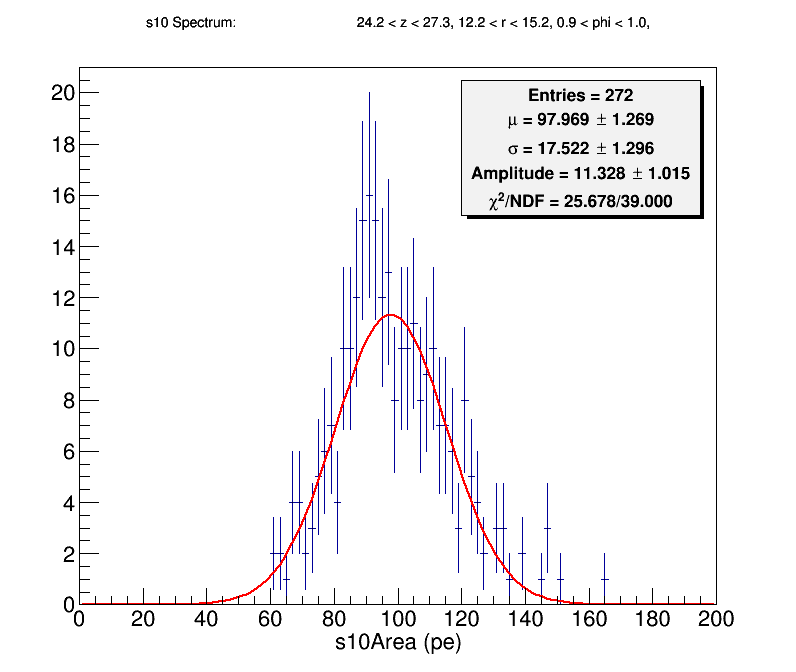 s10 Spectrum: 24.2 < z < 27.3, 12.2 < r < 15.2, 0.9 < phi < 1.0,
Entries = 272
μ = 97.969 ± 1.269
σ = 17.522 ± 1.296
Amplitude = 11.328 ± 1.015
χ²/NDF = 25.678/39.000
20
18
16
14
12
10
8
6
4
2
0
0 20 40 60 80 100 120 140 160 180 200
s10Area (pe)